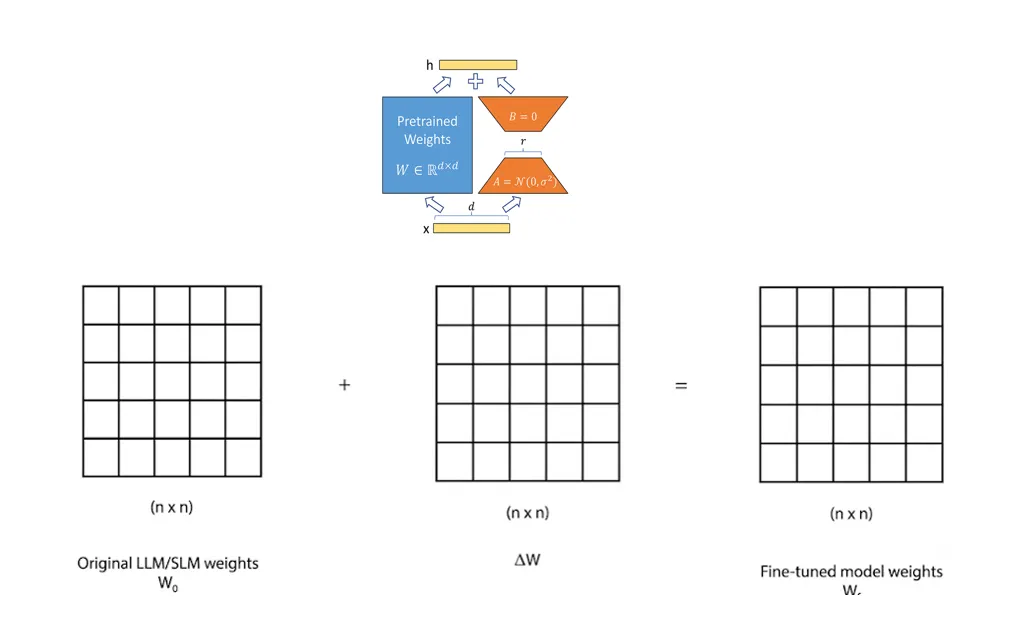 h
Pretrained
Weights
W ∈ ℝ^{d×d}
B = 0
r
A = 𝒩(0, σ²)
d
x
+
=
(n x n)
(n x n)
(n x n)
Original LLM/SLM weights
W₀
ΔW
Fine-tuned model weights